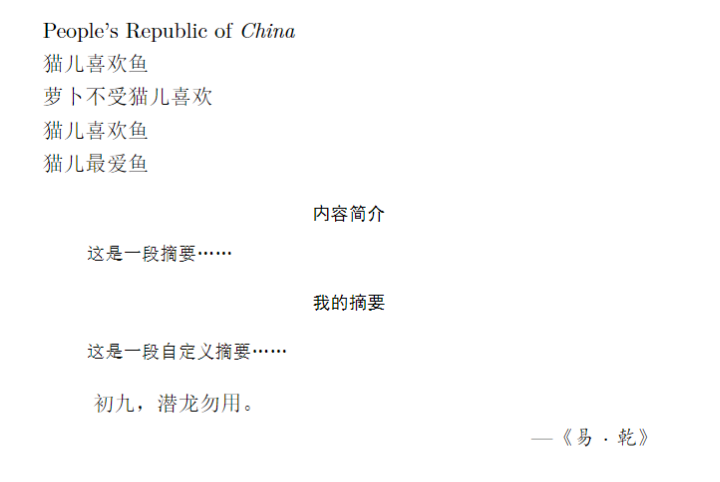 People's Republic of China
猫儿喜欢鱼
萝卜不受猫儿喜欢
猫儿喜欢鱼
猫儿最爱鱼
内容简介
这是一段摘要……
我的摘要
这是一段自定义摘要……
初九，潜龙勿用。
—《易 · 乾》